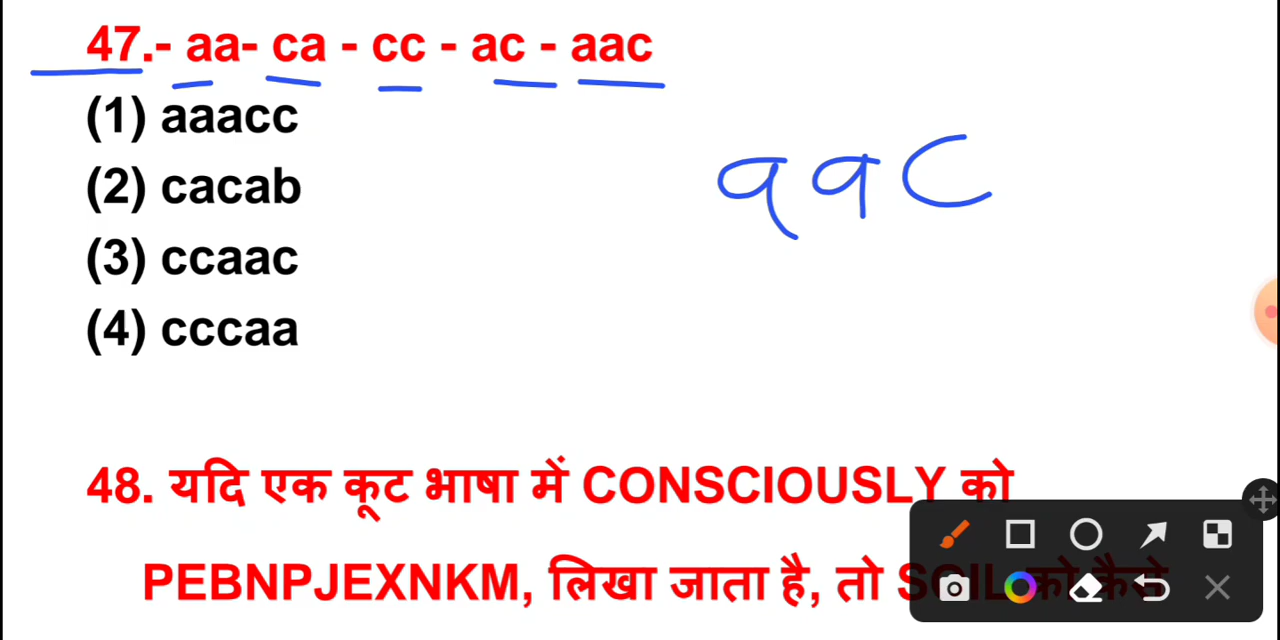 47.- aa- ca - cc - ac - aac
(1) aaacc
(2) cacab
(3) ccaac
(4) cccaa
aac
48. यदि एक कूट भाषा में CONSCIOUSLY को
PEBNPJEXNKM, लिखा जाता है, तो SOIL को कैसे